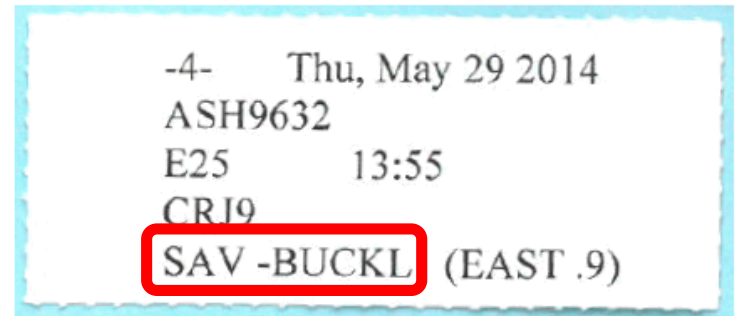 -4- Thu, May 29 2014
ASH9632
E25 13:55
CRJ9
SAV -BUCKL (EAST .9)